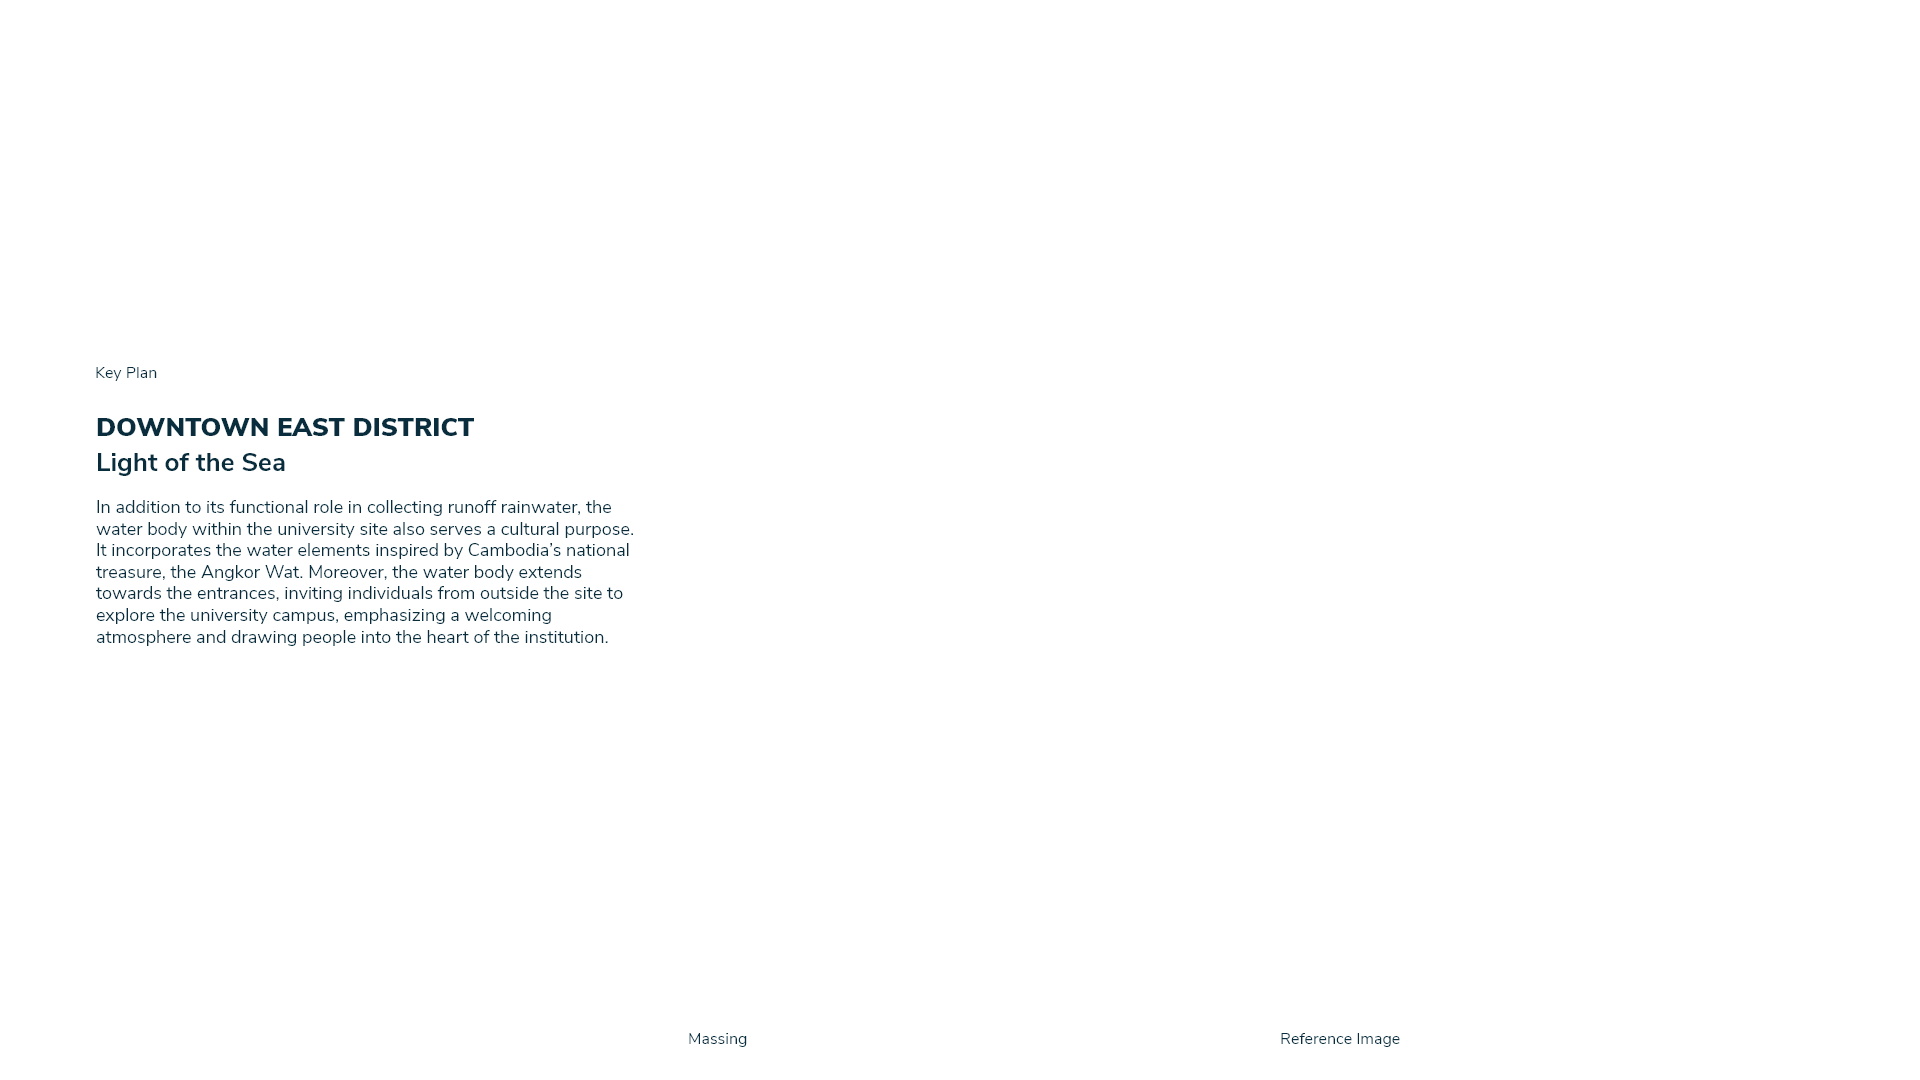 Key Plan
DOWNTOWN EAST DISTRICT
Light of the Sea
In addition to its functional role in collecting runoff rainwater, the
water body within the university site also serves a cultural purpose.
It incorporates the water elements inspired by Cambodia’s national
treasure, the Angkor Wat. Moreover, the water body extends
towards the entrances, inviting individuals from outside the site to
explore the university campus, emphasizing a welcoming
atmosphere and drawing people into the heart of the institution.
Massing
Reference Image